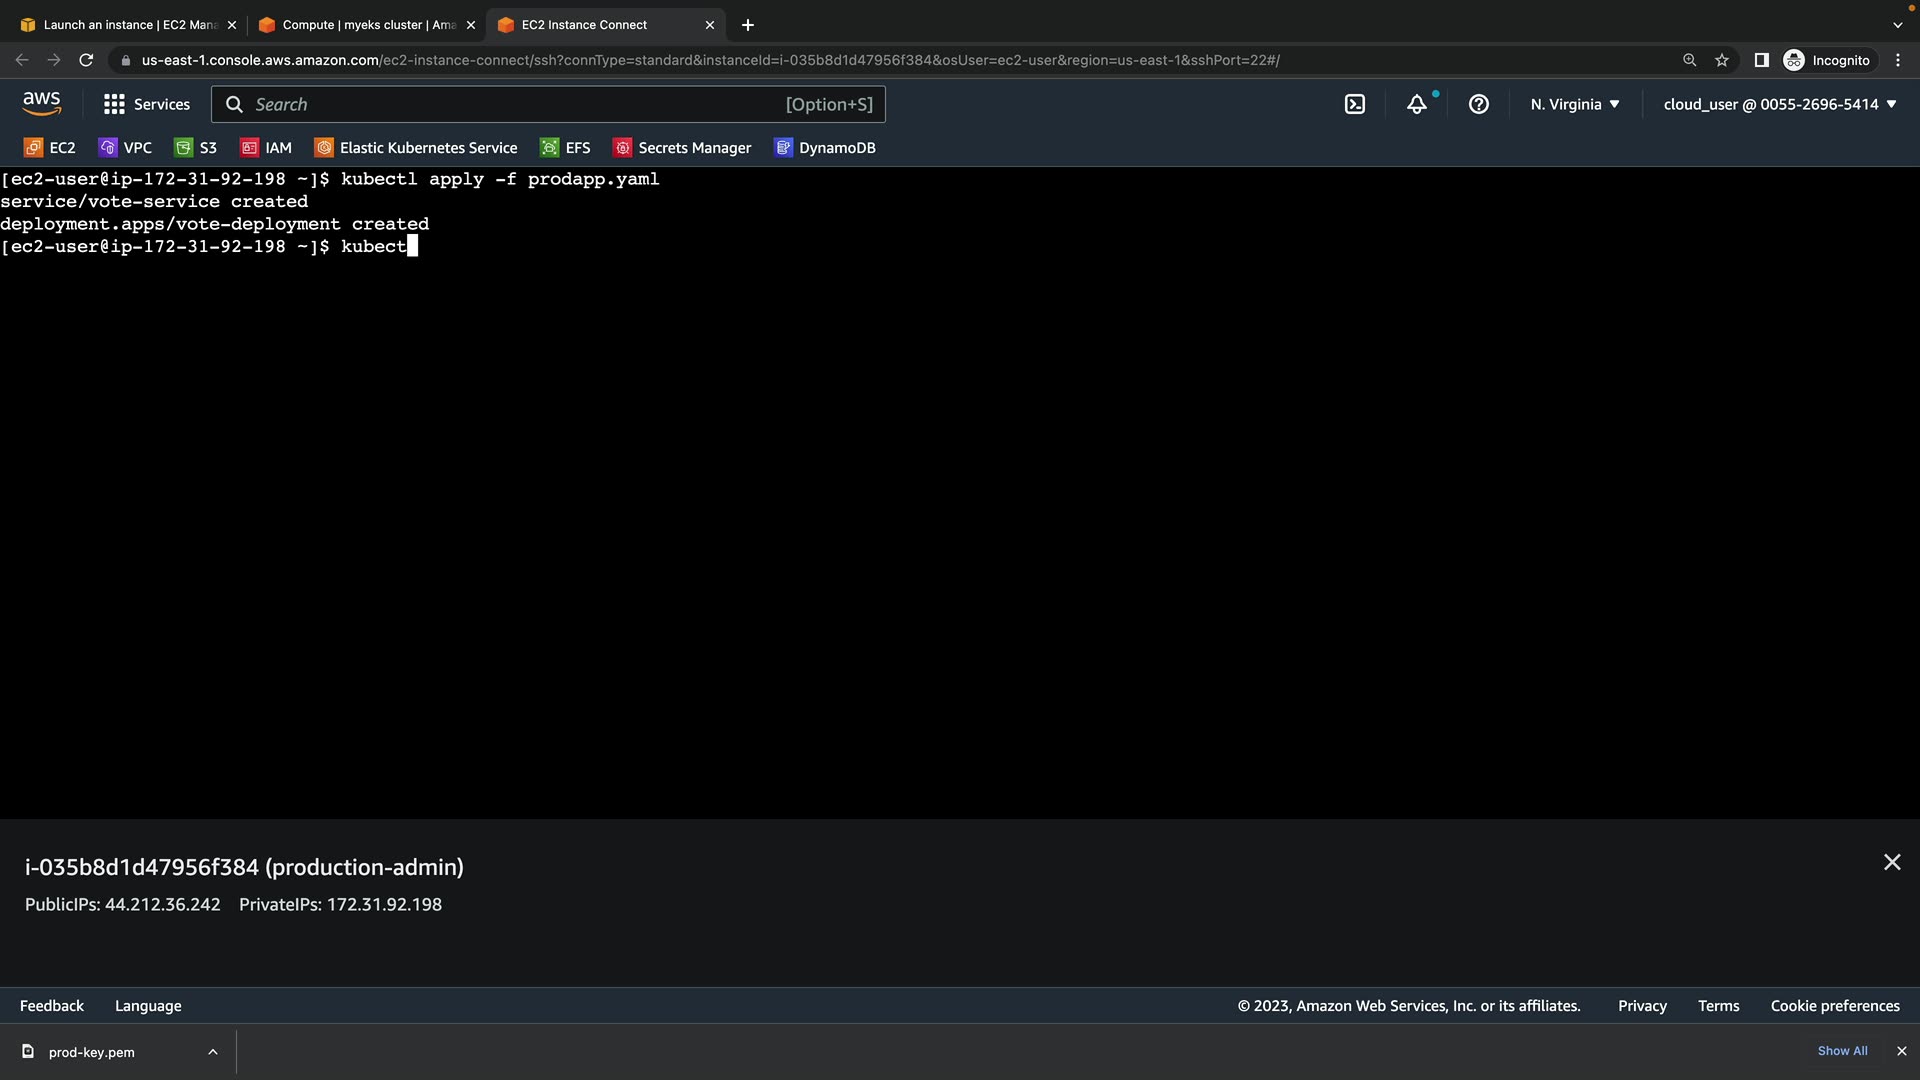 Launch an instance | EC2 Mana
Compute | myeks cluster | Ama
EC2 Instance Connect
us-east-1.console.aws.amazon.com/ec2-instance-connect/ssh?connType=standard&instanceId=i-035b8d1d47956f384&osUser=ec2-user&region=us-east-1&sshPort=22#/
Incognito
aws
Services
Search
[Option+S]
N. Virginia
cloud_user @ 0055-2696-5414
EC2
VPC
S3
IAM
Elastic Kubernetes Service
EFS
Secrets Manager
DynamoDB
[ec2-user@ip-172-31-92-198 ~]$ kubectl apply -f prodapp.yaml
service/vote-service created
deployment.apps/vote-deployment created
[ec2-user@ip-172-31-92-198 ~]$ kubect
i-035b8d1d47956f384 (production-admin)
PublicIPs: 44.212.36.242 PrivateIPs: 172.31.92.198
Feedback
Language
© 2023, Amazon Web Services, Inc. or its affiliates.
Privacy
Terms
Cookie preferences
prod-key.pem
Show All